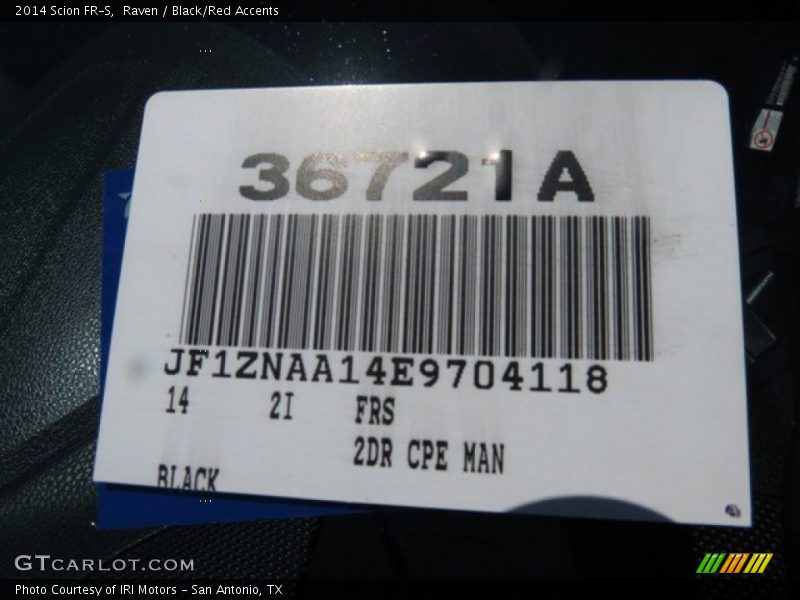 2014 Scion FR-S, Raven / Black/Red Accents
36721A
JF1ZNAA14E9704118
14 2I FRS
2DR CPE MAN
BLACK
GTCARLOT.COM
Photo Courtesy of IRI Motors - San Antonio, TX